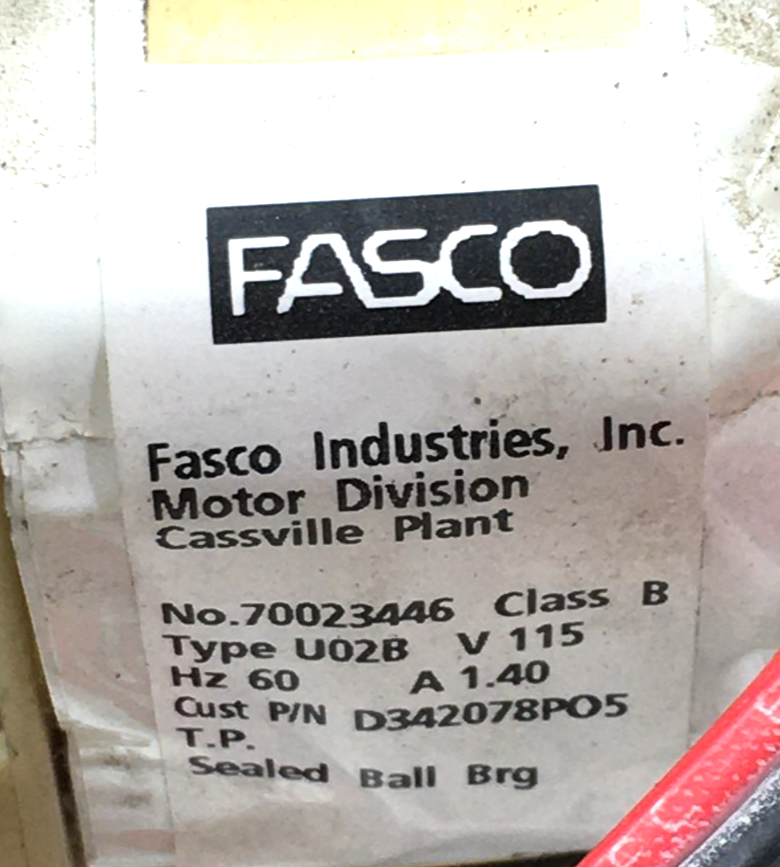 FASCO
Fasco Industries, Inc.
Motor Division
Cassville Plant
No.70023446 Class B
Type U02B V 115
Hz 60 A 1.40
Cust P/N D342078PO5
T.P.
Sealed Ball Brg